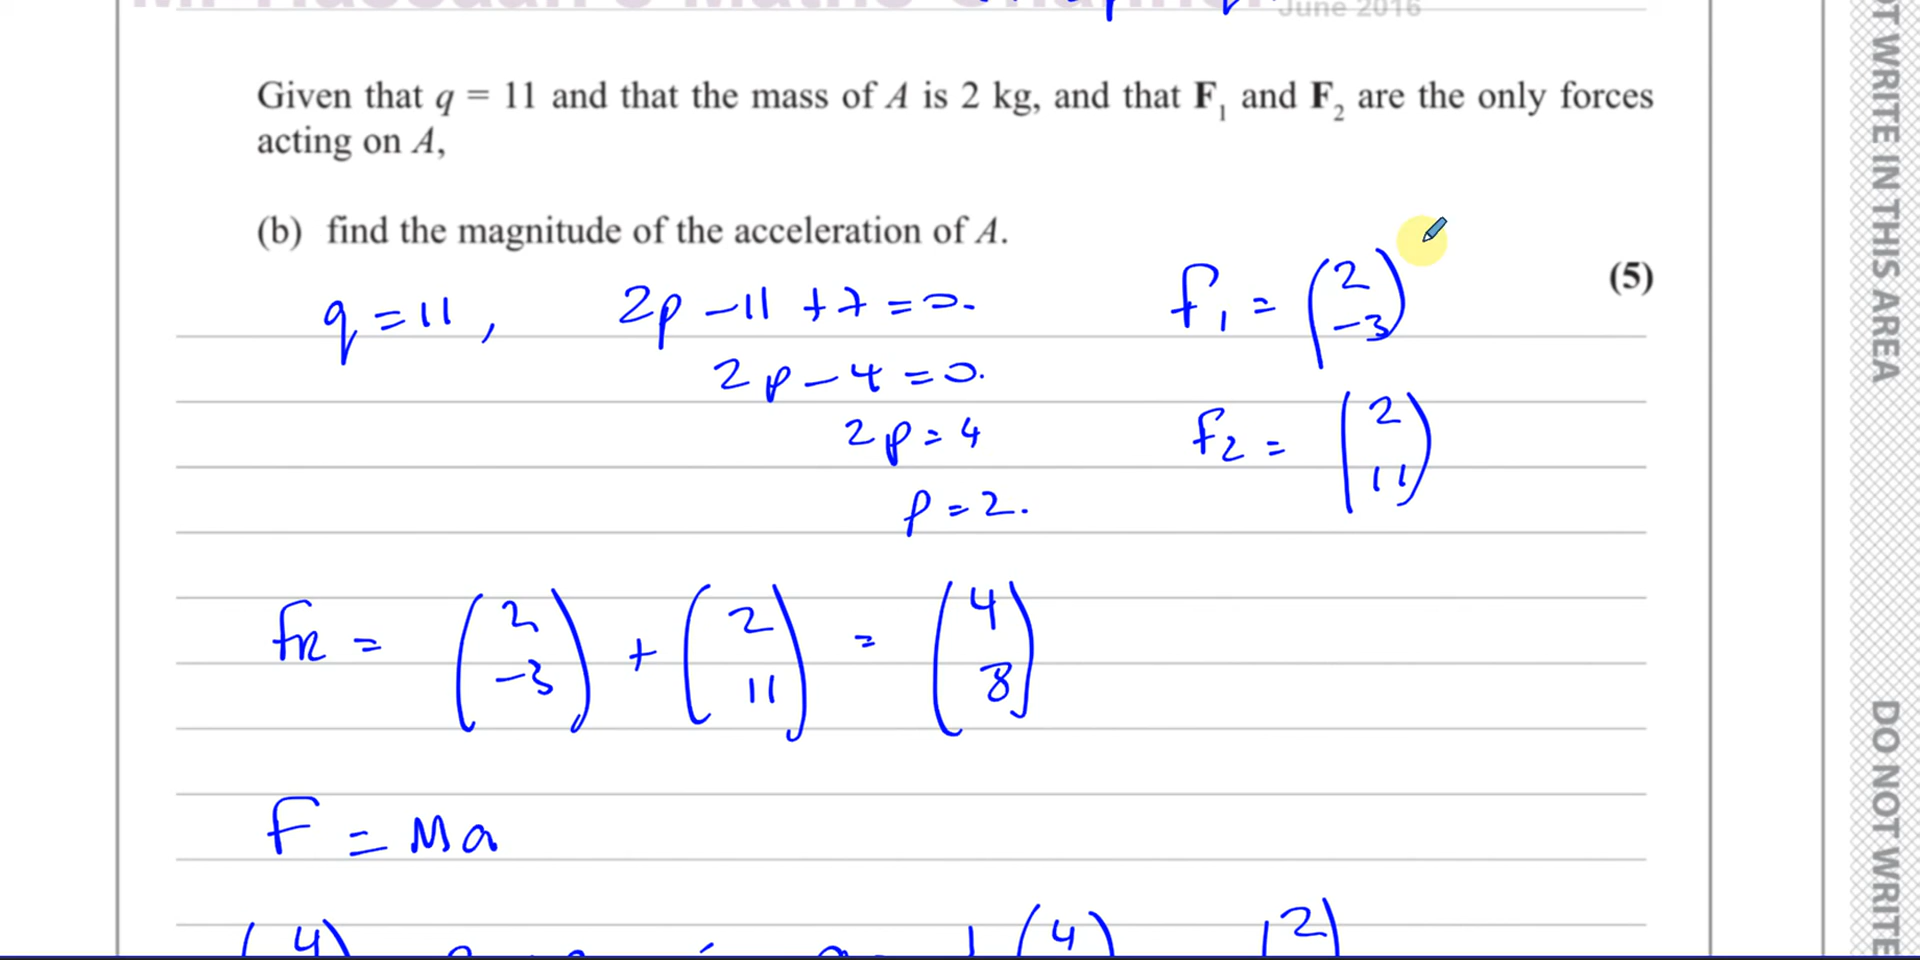 June 2016
Given that q = 11 and that the mass of A is 2 kg, and that F₁ and F₂ are the only forces
acting on A,
(b) find the magnitude of the acceleration of A.
(5)
q = 11, 2p - 11 + 7 = 0.
2p - 4 = 0.
2p = 4
p = 2.
F₁ = (2 -3)
F₂ = (2 11)
FR = (2 -3) + (2 11) = (4 8)
F = Ma
WRITE IN THIS AREA
DO NOT WRITE